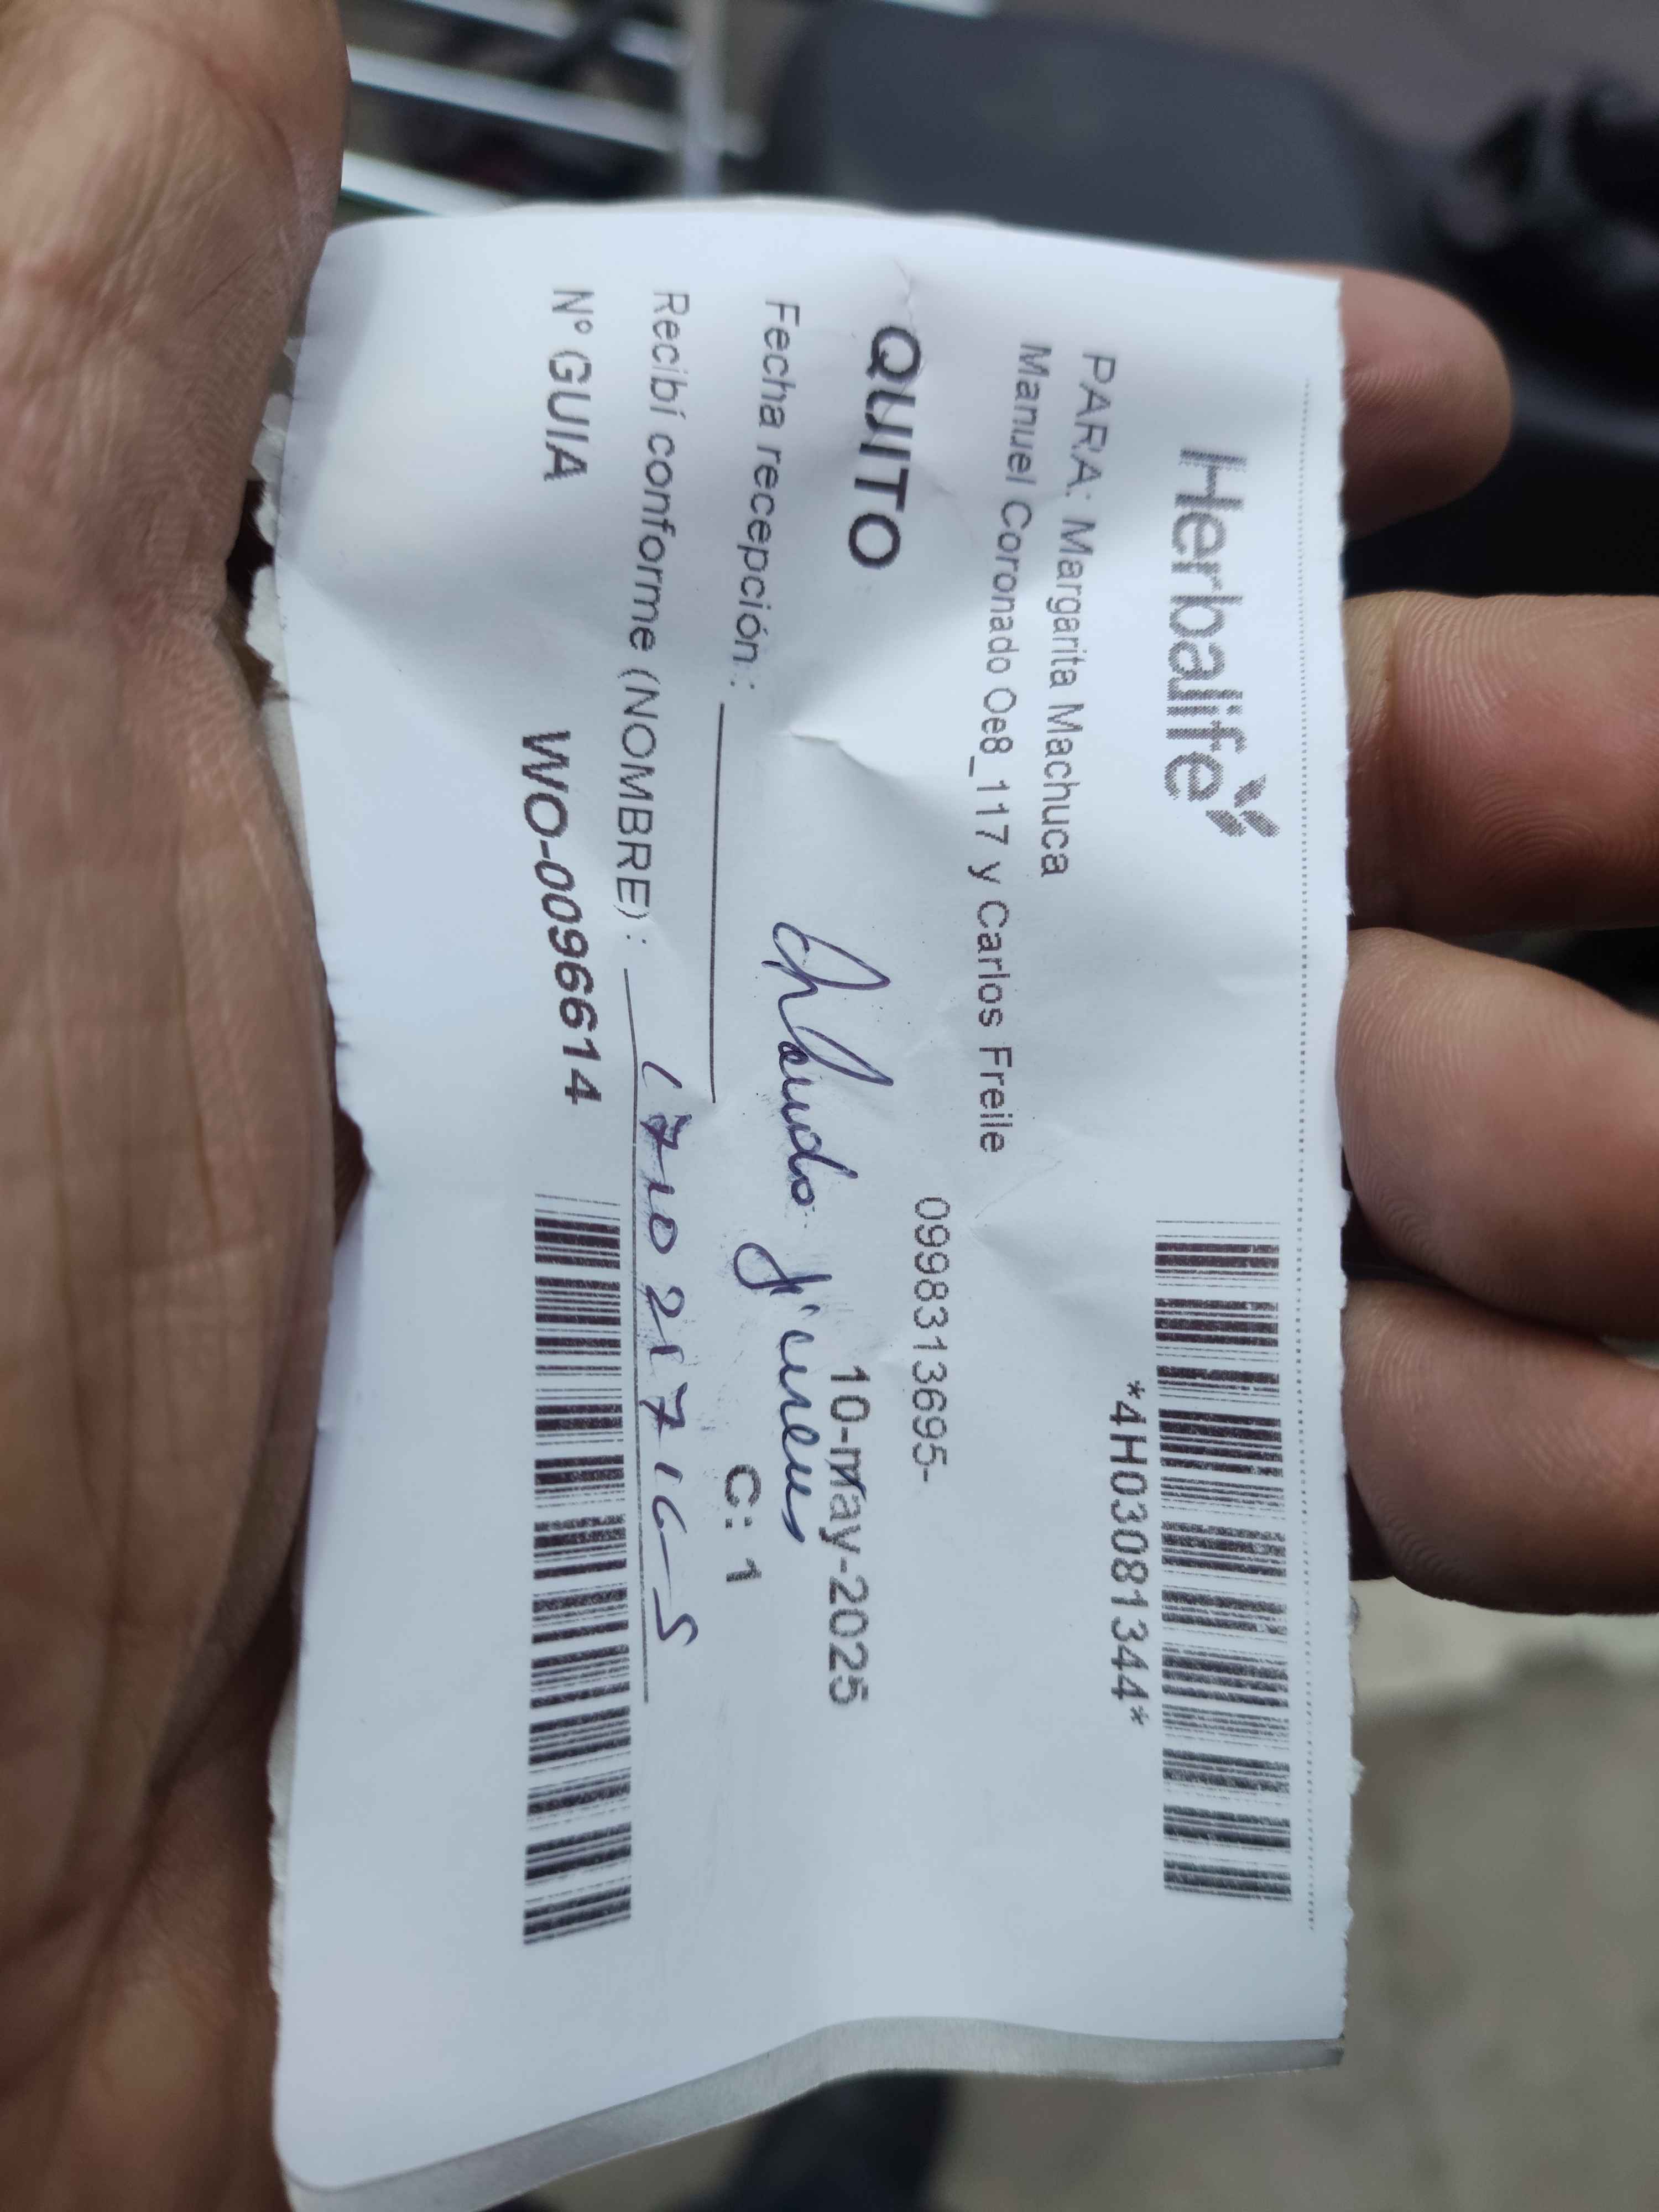 Herbalife
*4H03081344*
PARA: Margarita Machuca
Manuel Coronado Oe8_117 y Carlos Freile
0998313695-
QUITO
10-may-2025
Fecha recepción :
C: 1
Recibí conforme (NOMBRE) :
Nº GUIA WO-0096614